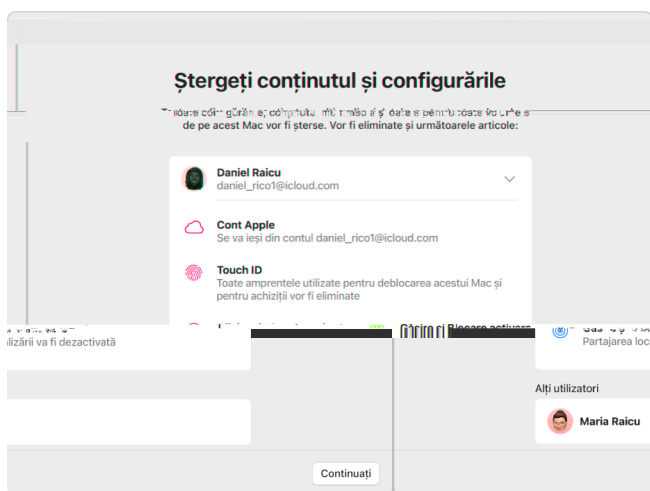 Ștergeți conținutul și configurările
de pe acest Mac vor fi șterse. Vor fi eliminate și următoarele articole:
Daniel Raicu
daniel_rico1@icloud.com
Cont Apple
Se va ieși din contul daniel_rico1@icloud.com
Touch ID
Toate amprentele utilizate pentru deblocarea acestui Mac și
pentru achiziții vor fi eliminate
lizării va fi dezactivată
Partajarea loc
Alți utilizatori
Maria Raicu
Continuați